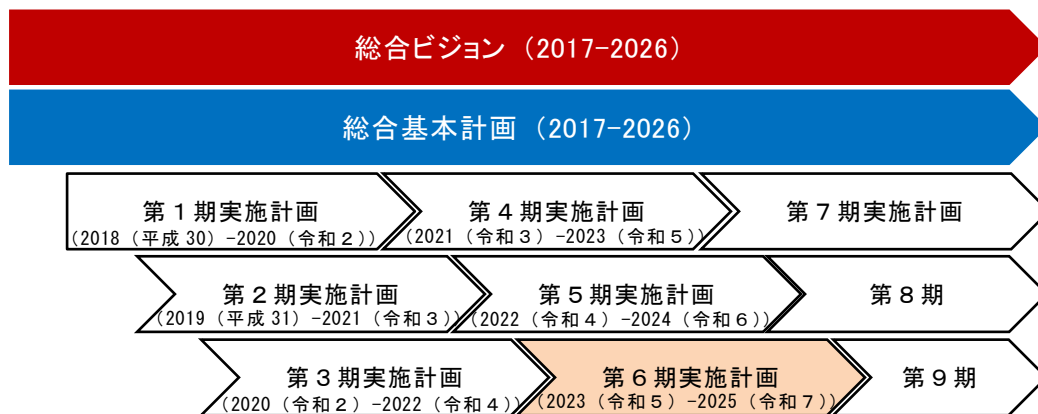 総合ビジョン（2017-2026）
総合基本計画（2017-2026）
第１期実施計画
(2018（平成30）-2020（令和２）)
第４期実施計画
(2021（令和３）-2023（令和５）)
第７期実施計画
第２期実施計画
(2019（平成31）-2021（令和３）)
第５期実施計画
(2022（令和４）-2024（令和６）)
第８期
第３期実施計画
(2020（令和２）-2022（令和４）)
第６期実施計画
(2023（令和５）-2025（令和７）)
第９期